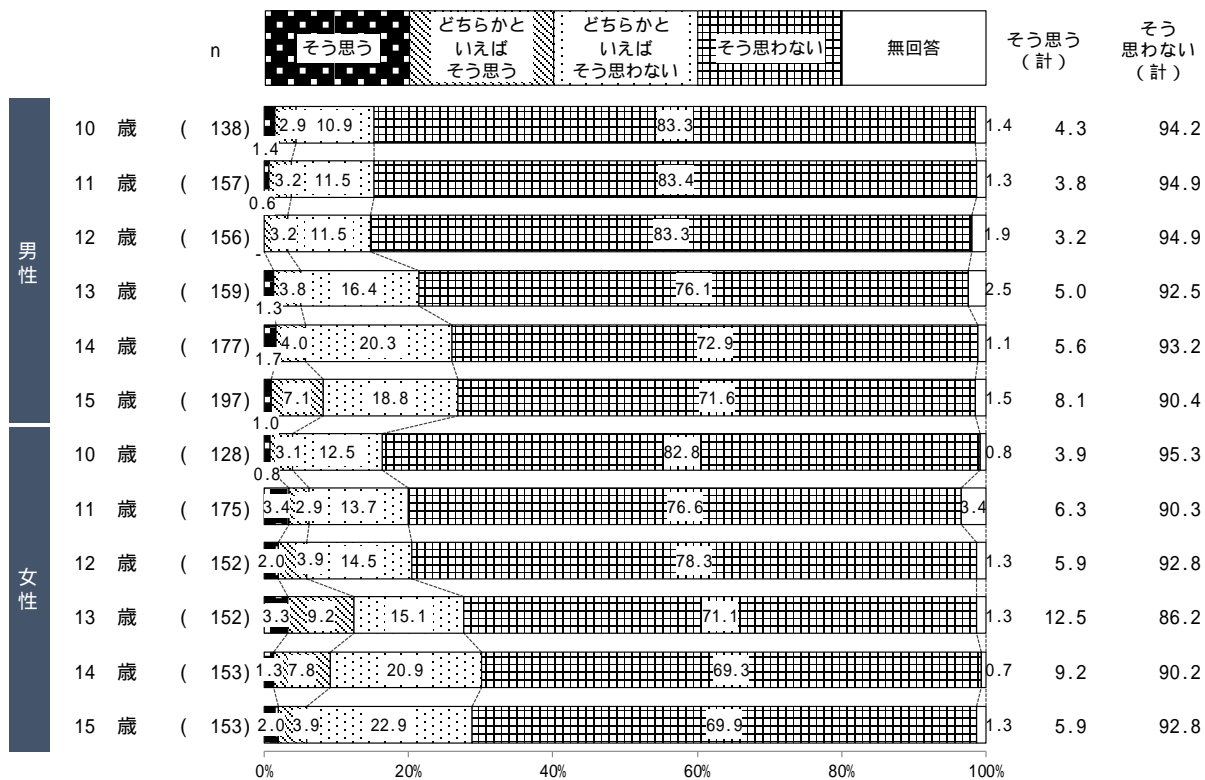 n
そう思う
どちらかと
いえば
そう思う
どちらかと
いえば
そう思わない
そう思わない
無回答
そう思う
（計）
そう
思わない
（計）
男性
10 歳 ( 138) 1.4 2.9 10.9 83.3 1.4 4.3 94.2
11 歳 ( 157) 0.6 3.2 11.5 83.4 1.3 3.8 94.9
12 歳 ( 156) - 3.2 11.5 83.3 1.9 3.2 94.9
13 歳 ( 159) 1.3 3.8 16.4 76.1 2.5 5.0 92.5
14 歳 ( 177) 1.7 4.0 20.3 72.9 1.1 5.6 93.2
15 歳 ( 197) 1.0 7.1 18.8 71.6 1.5 8.1 90.4
女性
10 歳 ( 128) 0.8 3.1 12.5 82.8 0.8 3.9 95.3
11 歳 ( 175) 3.4 2.9 13.7 76.6 3.4 6.3 90.3
12 歳 ( 152) 2.0 3.9 14.5 78.3 1.3 5.9 92.8
13 歳 ( 152) 3.3 9.2 15.1 71.1 1.3 12.5 86.2
14 歳 ( 153) 1.3 7.8 20.9 69.3 0.7 9.2 90.2
15 歳 ( 153) 2.0 3.9 22.9 69.9 1.3 5.9 92.8
0% 20% 40% 60% 80% 100%